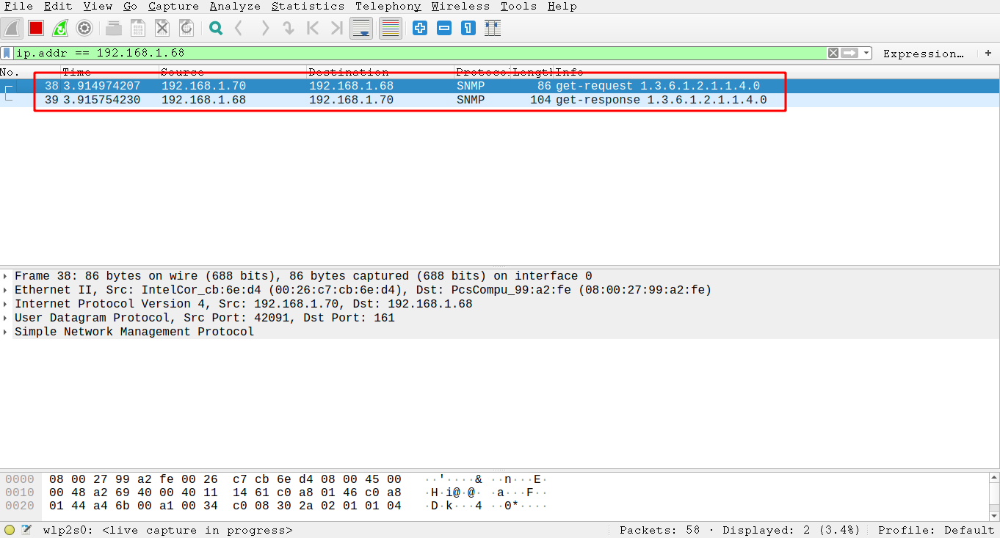 File Edit View Go Capture Analyze Statistics Telephony Wireless Tools Help
ip.addr == 192.168.1.68 Expression… +
No. Time Source Destination Protocol Length Info
38 3.914974207 192.168.1.70 192.168.1.68 SNMP 86 get-request 1.3.6.1.2.1.1.4.0
39 3.915754230 192.168.1.68 192.168.1.70 SNMP 104 get-response 1.3.6.1.2.1.1.4.0
Frame 38: 86 bytes on wire (688 bits), 86 bytes captured (688 bits) on interface 0
Ethernet II, Src: IntelCor_cb:6e:d4 (00:26:c7:cb:6e:d4), Dst: PcsCompu_99:a2:fe (08:00:27:99:a2:fe)
Internet Protocol Version 4, Src: 192.168.1.70, Dst: 192.168.1.68
User Datagram Protocol, Src Port: 42091, Dst Port: 161
Simple Network Management Protocol
0000 08 00 27 99 a2 fe 00 26 c7 cb 6e d4 08 00 45 00 ··'····& ··n···E·
0010 00 48 a2 69 40 00 40 11 14 61 c0 a8 01 46 c0 a8 ·H·i@·@· ·a···F··
0020 01 44 a4 6b 00 a1 00 34 c0 08 30 2a 02 01 01 04 ·D·k···4 ··0*····
wlp2s0: <live capture in progress> Packets: 58 · Displayed: 2 (3.4%) Profile: Default